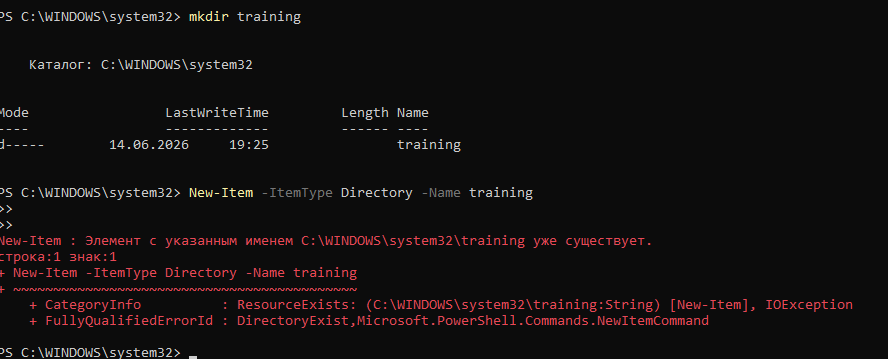 PS C:\WINDOWS\system32> mkdir training
Каталог: C:\WINDOWS\system32
Mode LastWriteTime Length Name
---- ------------- ------ ----
d----- 14.06.2026 19:25 training
PS C:\WINDOWS\system32> New-Item -ItemType Directory -Name training
>>
>>
New-Item : Элемент с указанным именем C:\WINDOWS\system32\training уже существует.
строка:1 знак:1
+ New-Item -ItemType Directory -Name training
+ ~~~~~~~~~~~~~~~~~~~~~~~~~~~~~~~~~~~~~~~~~~~
+ CategoryInfo : ResourceExists: (C:\WINDOWS\system32\training:String) [New-Item], IOException
+ FullyQualifiedErrorId : DirectoryExist,Microsoft.PowerShell.Commands.NewItemCommand
PS C:\WINDOWS\system32> _